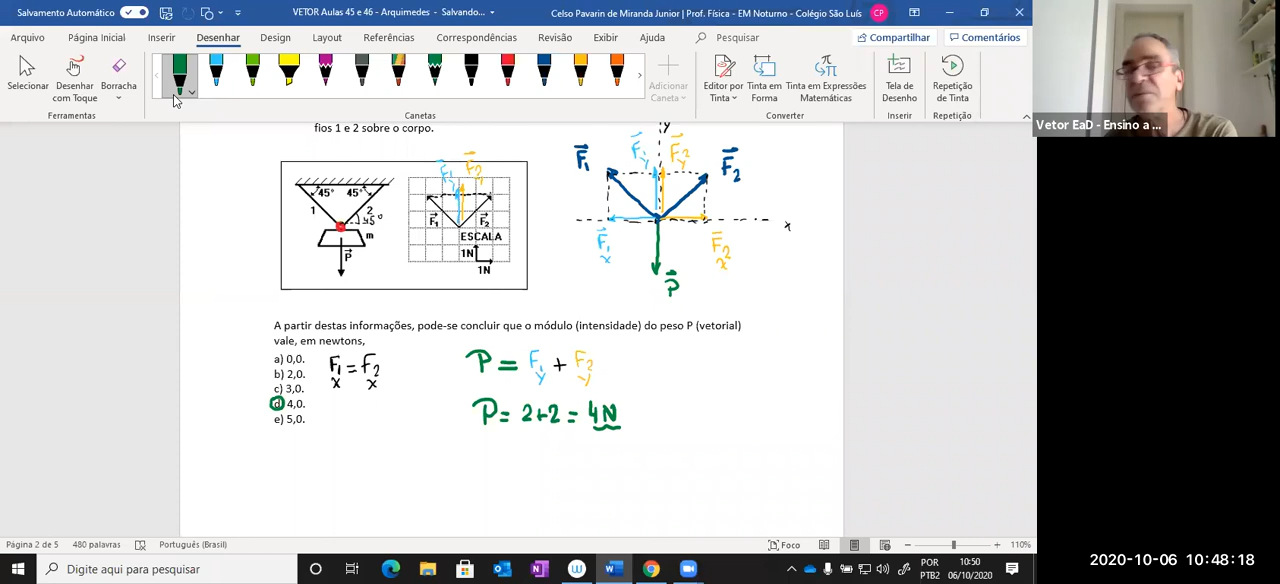 Salvamento Automático
VETOR Aulas 45 e 46 - Arquimedes - Salvando...
Celso Pavarin de Miranda Junior | Prof. Física - EM Noturno - Colégio São Luís
CP
Arquivo
Página Inicial
Inserir
Desenhar
Design
Layout
Referências
Correspondências
Revisão
Exibir
Ajuda
Pesquisar
Compartilhar
Comentários
Selecionar
Desenhar com Toque
Borracha
Adicionar Caneta
Editor por Tinta
Tinta em Forma
Tinta em Expressões Matemáticas
Tela de Desenho
Repetição de Tinta
Ferramentas
Canetas
Converter
Inserir
Repetição
Vetor EaD - Ensino a ...
fios 1 e 2 sobre o corpo.
45° 45°
1 2
45°
m
P
F1y F2y
F1 F2
ESCALA
1N
1N
y
F1 F1y F2y F2
x
F1x F2x
P
A partir destas informações, pode-se concluir que o módulo (intensidade) do peso P (vetorial)
vale, em newtons,
a) 0,0.
b) 2,0.
c) 3,0.
d) 4,0.
e) 5,0.
F1x = F2x
P = F1y + F2y
P = 2+2 = 4N
Página 2 de 5
480 palavras
Português (Brasil)
Foco
110%
Digite aqui para pesquisar
POR
PTB2
10:50
06/10/2020
2020-10-06 10:48:18